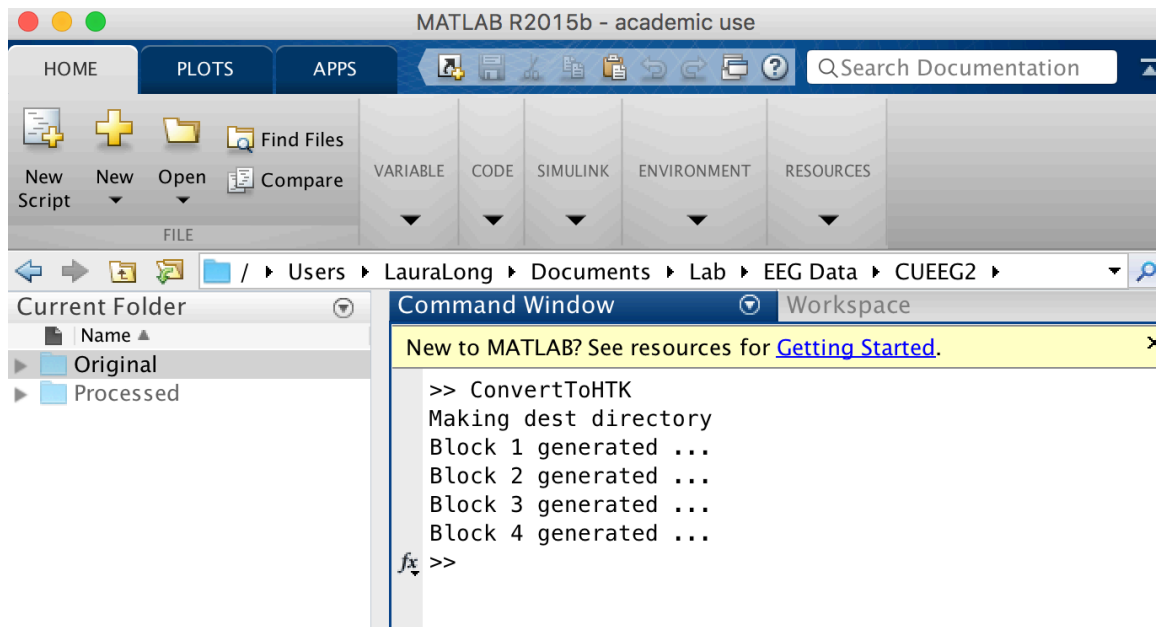 MATLAB R2015b - academic use
HOME PLOTS APPS Search Documentation
New Script New Open Find Files Compare
FILE
VARIABLE CODE SIMULINK ENVIRONMENT RESOURCES
/ Users LauraLong Documents Lab EEG Data CUEEG2
Current Folder
Name
Original
Processed
Command Window Workspace
New to MATLAB? See resources for Getting Started.
>> ConvertToHTK
Making dest directory
Block 1 generated ...
Block 2 generated ...
Block 3 generated ...
Block 4 generated ...
fx >>